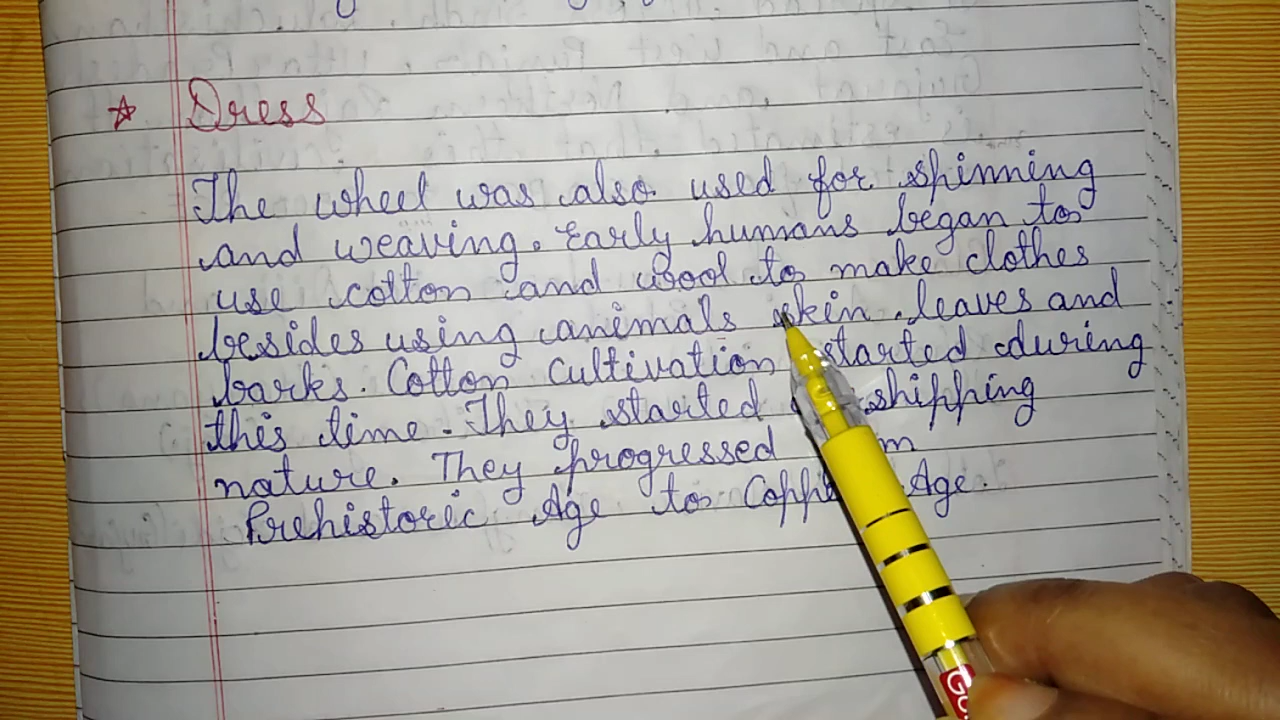 Dress
The wheel was also used for spinning
and weaving. Early humans began to
use cotton and wool to make clothes
besides using animals skin, leaves and
barks. Cotton cultivation started during
this time. They started shipping
nature. They progressed m
Prehistoric Age to Age.
Go